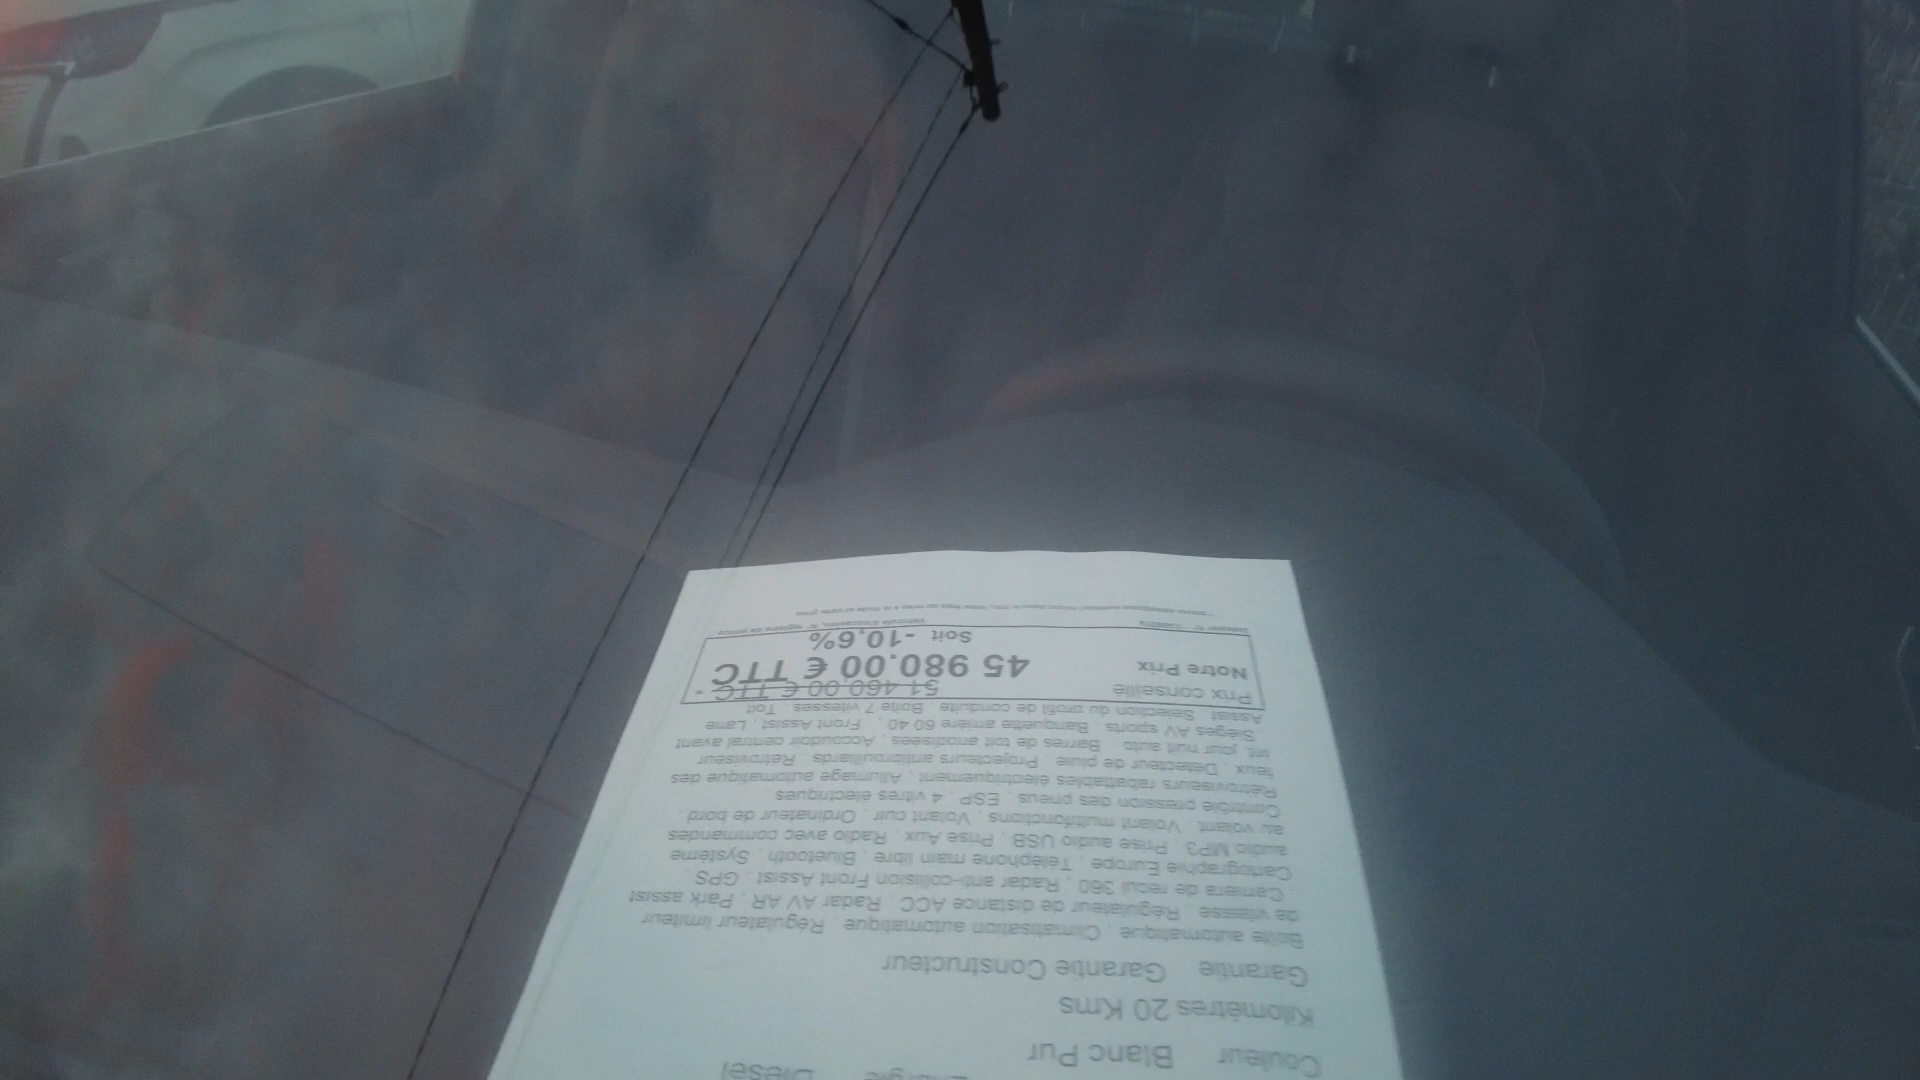 Energie Diesel
Couleur Blanc Pur
Kilomètres 20 Kms
Garantie Garantie Constructeur
Boite automatique , Climatisation automatique , Régulateur limiteur
de vitesse , Régulateur de distance ACC , Radar AV AR , Park assist
, Caméra de recul 360 , Radar anti-collision Front Assist , GPS ,
Cartographie Europe , Téléphone main libre , Bluetooth , Système
audio MP3 , Prise audio USB , Prise Aux , Radio avec commandes
au volant , Volant multifonctions , Volant cuir , Ordinateur de bord ,
Contrôle pression des pneus , ESP , 4 vitres électriques ,
Rétroviseurs rabattables électriquement , Allumage automatique des
feux , Détecteur de pluie , Projecteurs antibrouillards , Rétroviseur
int. jour nuit auto , Barres de toit anodisées , Accoudoir central avant
, Sièges AV sports , Banquette arrière 60 40 , Front Assist , Lane
Assist , Sélection du profil de conduite , Boite 7 vitesses , Toit
Prix conseillé 51 460,00 € TTC *
Notre Prix 45 980,00 € TTC
Soit -10,6%